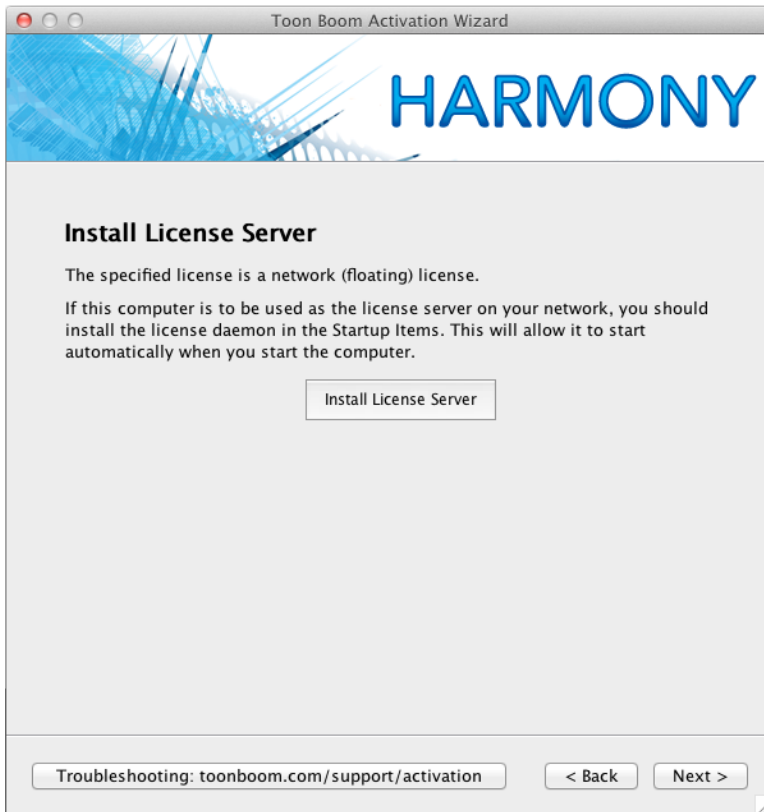 Toon Boom Activation Wizard
HARMONY
Install License Server
The specified license is a network (floating) license.
If this computer is to be used as the license server on your network, you should
install the license daemon in the Startup Items. This will allow it to start
automatically when you start the computer.
Install License Server
Troubleshooting: toonboom.com/support/activation
< Back
Next >